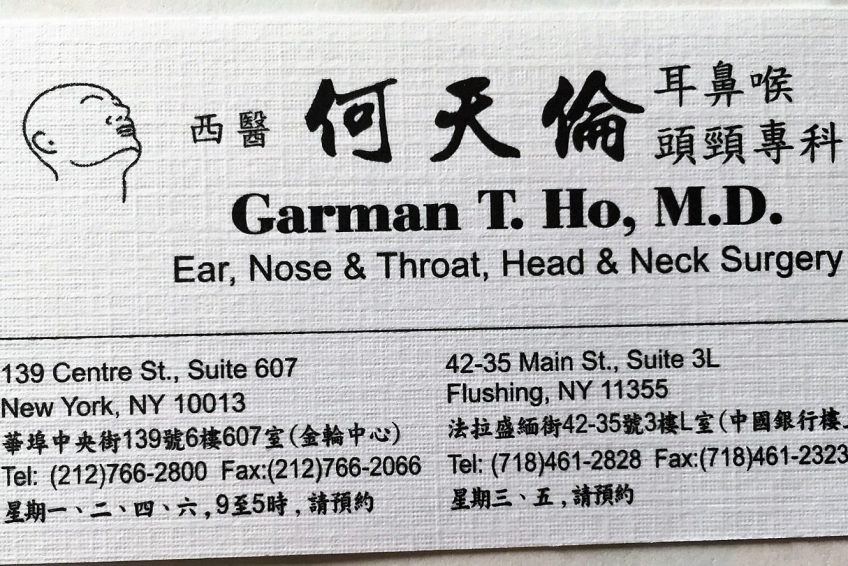 西醫 何天倫 耳鼻喉
頭頸專科
Garman T. Ho, M.D.
Ear, Nose & Throat, Head & Neck Surgery
139 Centre St., Suite 607
New York, NY 10013
華埠中央街139號6樓607室(金輪中心)
Tel: (212)766-2800 Fax:(212)766-2066
星期一、二、四、六,9至5時,請預約
42-35 Main St., Suite 3L
Flushing, NY 11355
法拉盛緬街42-35號3樓L室(中國銀行樓
Tel: (718)461-2828 Fax:(718)461-2323
星期三、五,請預約